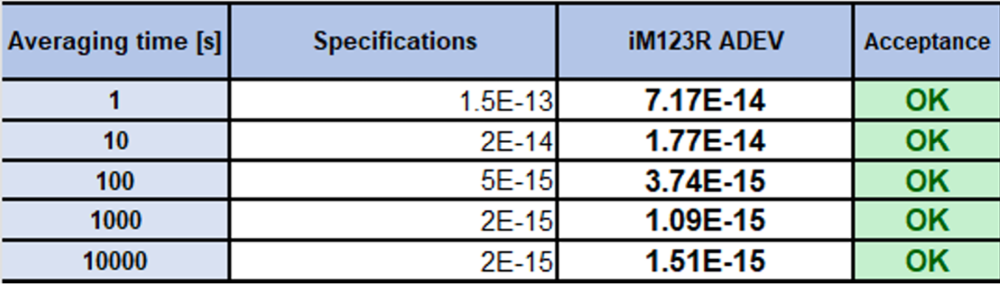 Averaging time [s] Specifications iM123R ADEV Acceptance
1 1.5E-13 7.17E-14 OK
10 2E-14 1.77E-14 OK
100 5E-15 3.74E-15 OK
1000 2E-15 1.09E-15 OK
10000 2E-15 1.51E-15 OK